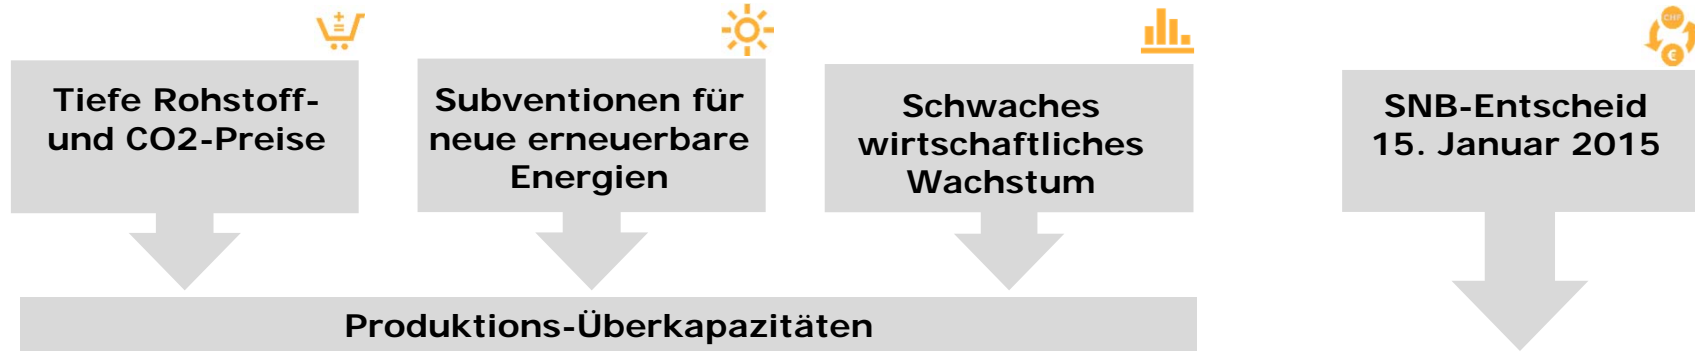 Tiefe Rohstoff-
und CO2-Preise
Subventionen für
neue erneuerbare
Energien
Schwaches
wirtschaftliches
Wachstum
CHF
€
SNB-Entscheid
15. Januar 2015
Produktions-Überkapazitäten